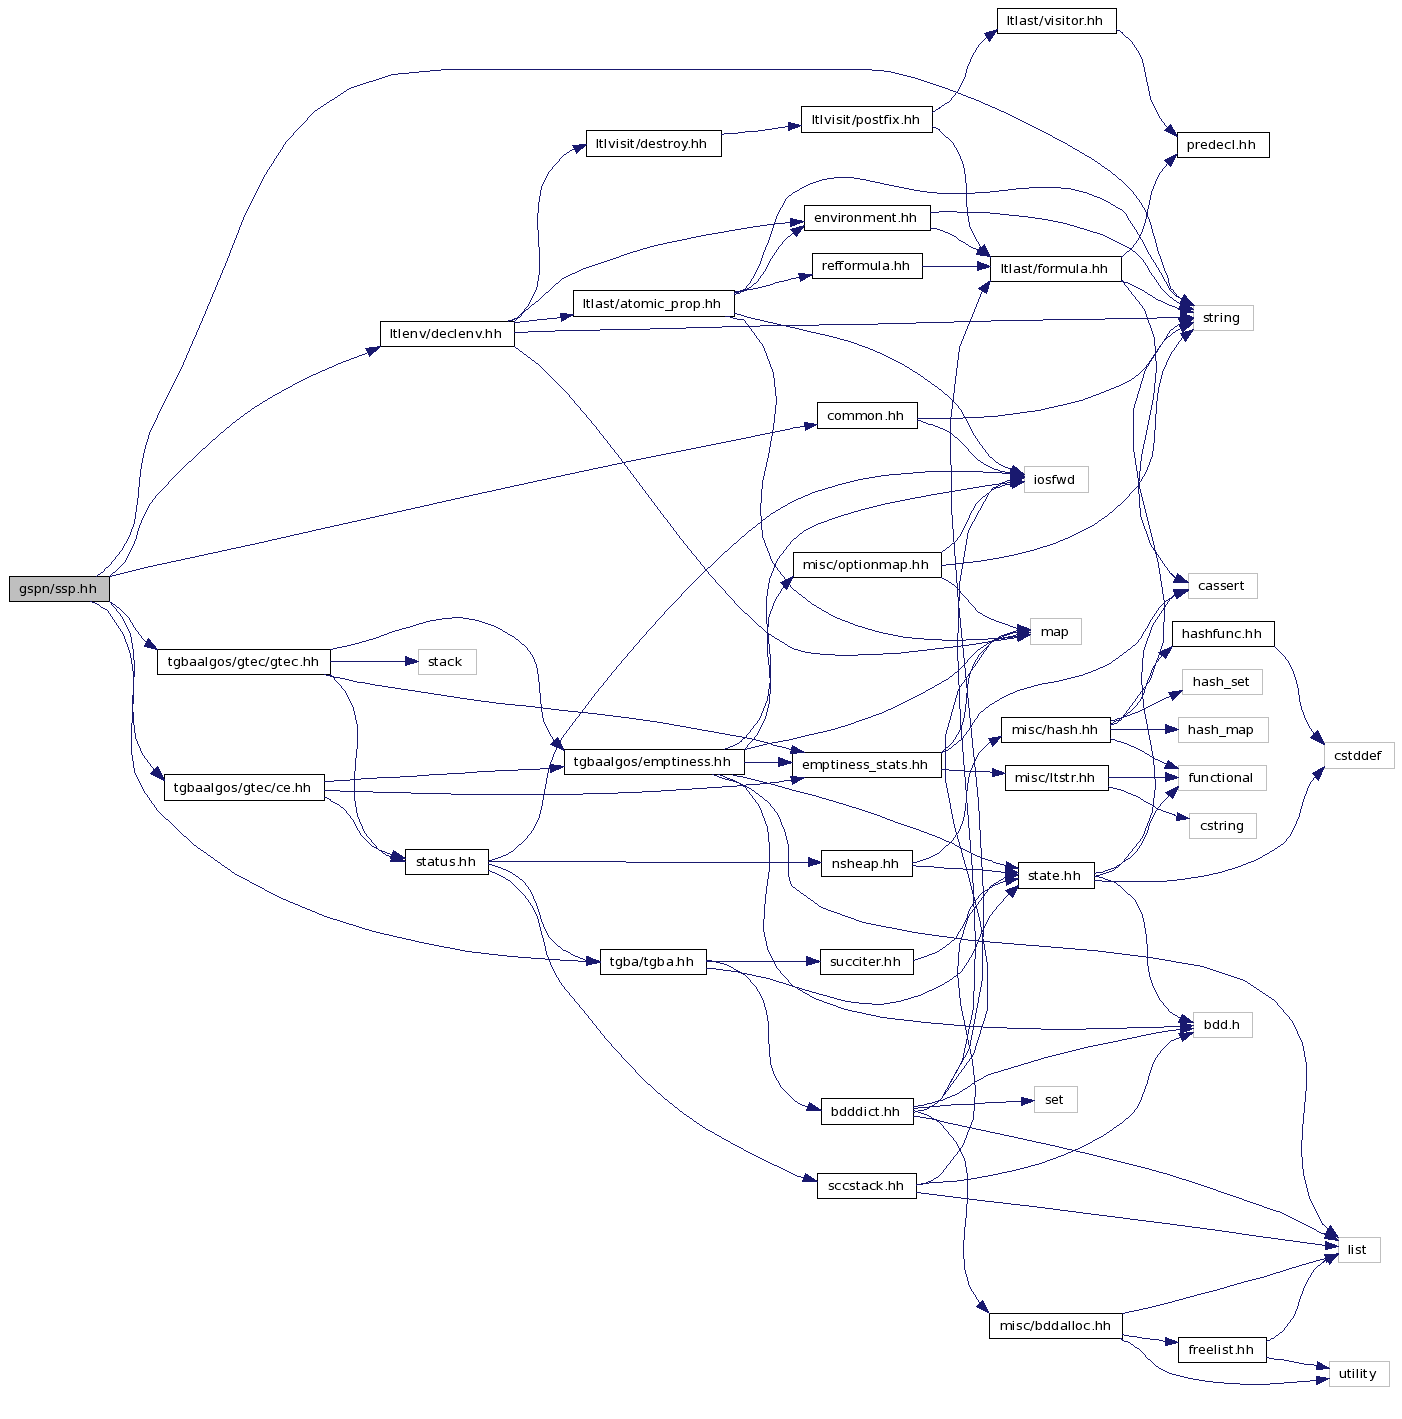 ltlast/visitor.hh
ltlvisit/postfix.hh
ltlvisit/destroy.hh
predecl.hh
environment.hh
refformula.hh
ltlast/formula.hh
ltlast/atomic_prop.hh
string
ltlenv/declenv.hh
common.hh
iosfwd
misc/optionmap.hh
cassert
gspn/ssp.hh
map
hashfunc.hh
tgbaalgos/gtec/gtec.hh
stack
hash_set
misc/hash.hh
hash_map
cstddef
tgbaalgos/emptiness.hh
emptiness_stats.hh
misc/ltstr.hh
functional
tgbaalgos/gtec/ce.hh
cstring
status.hh
nsheap.hh
state.hh
tgba/tgba.hh
succiter.hh
bdd.h
set
bdddict.hh
sccstack.hh
list
misc/bddalloc.hh
freelist.hh
utility